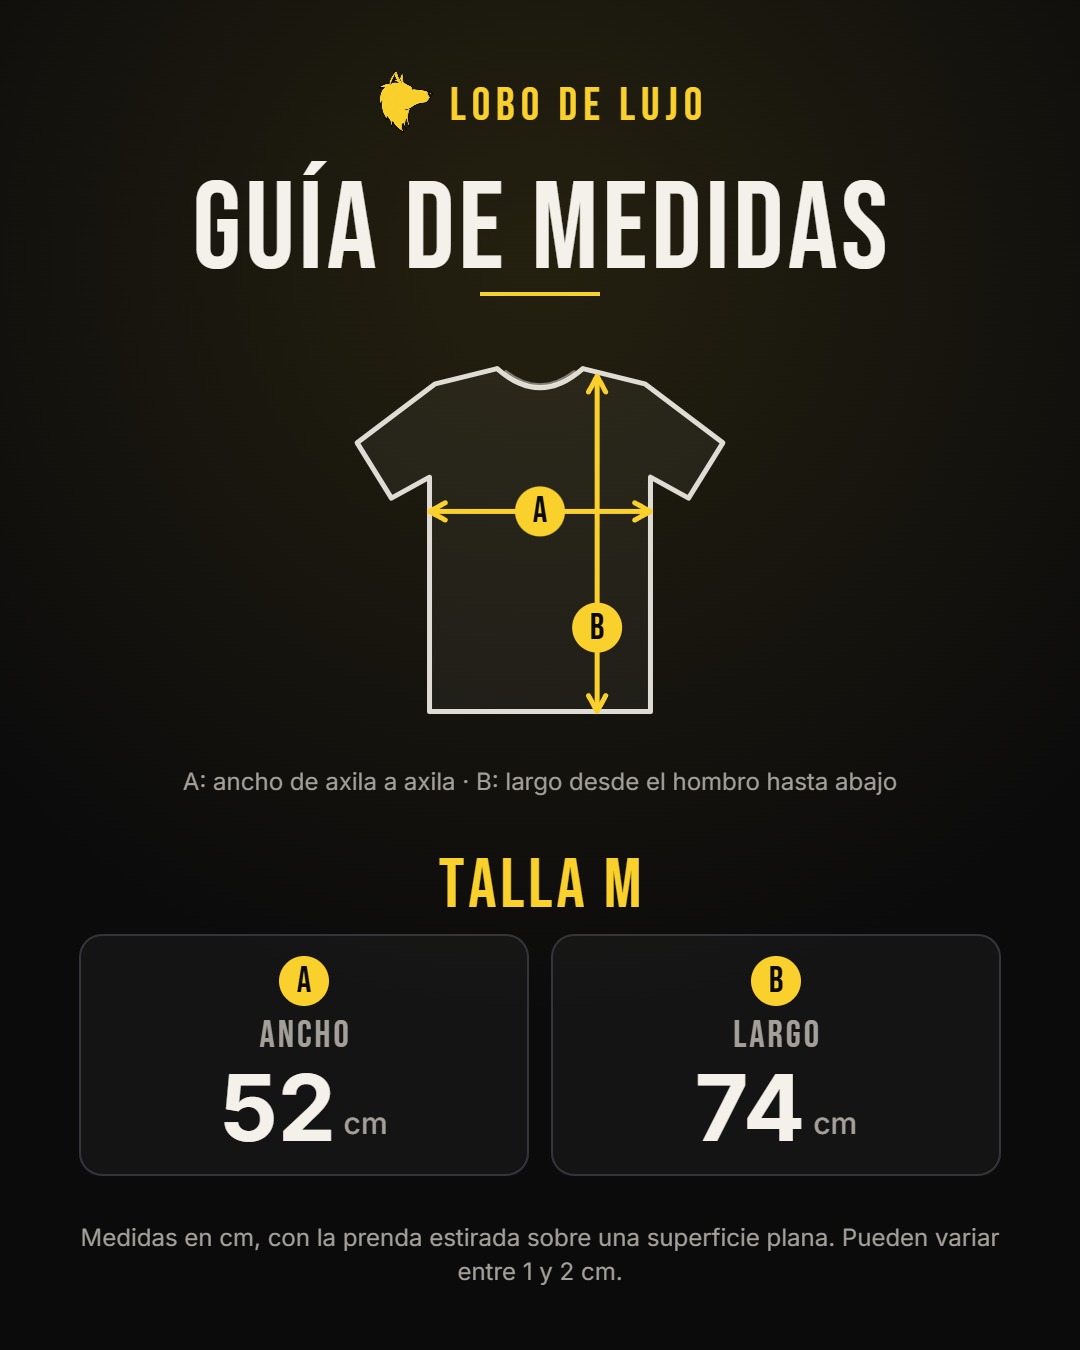 LOBO DE LUJO
GUÍA DE MEDIDAS
A
B
A: ancho de axila a axila · B: largo desde el hombro hasta abajo
TALLA M
A
ANCHO
52 cm
B
LARGO
74 cm
Medidas en cm, con la prenda estirada sobre una superficie plana. Pueden variar
entre 1 y 2 cm.